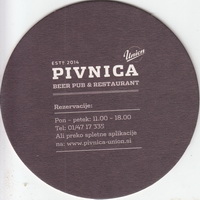 ESTD 2014
Union
PIVNICA
BEER PUB & RESTAURANT
Rezervacije:
Pon - petek: 11.00 - 18.00
Tel: 01/47 17 335
Ali preko spletne aplikacije
na: www.pivnica-union.si